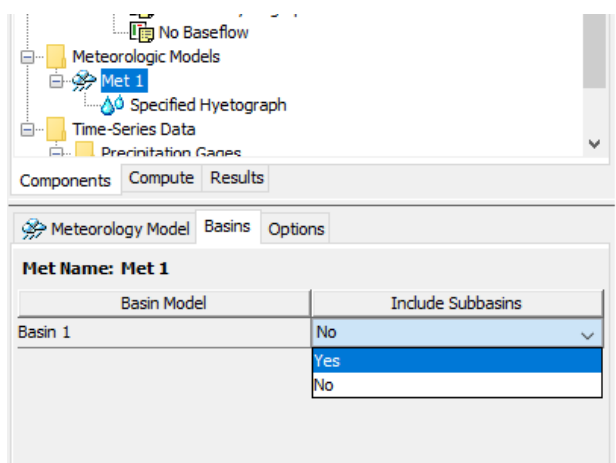 No Baseflow
Meteorologic Models
Met 1
Specified Hyetograph
Time-Series Data
Precipitation Gages
Components Compute Results
Meteorology Model Basins Options
Met Name: Met 1
Basin Model Include Subbasins
Basin 1 No
Yes
No